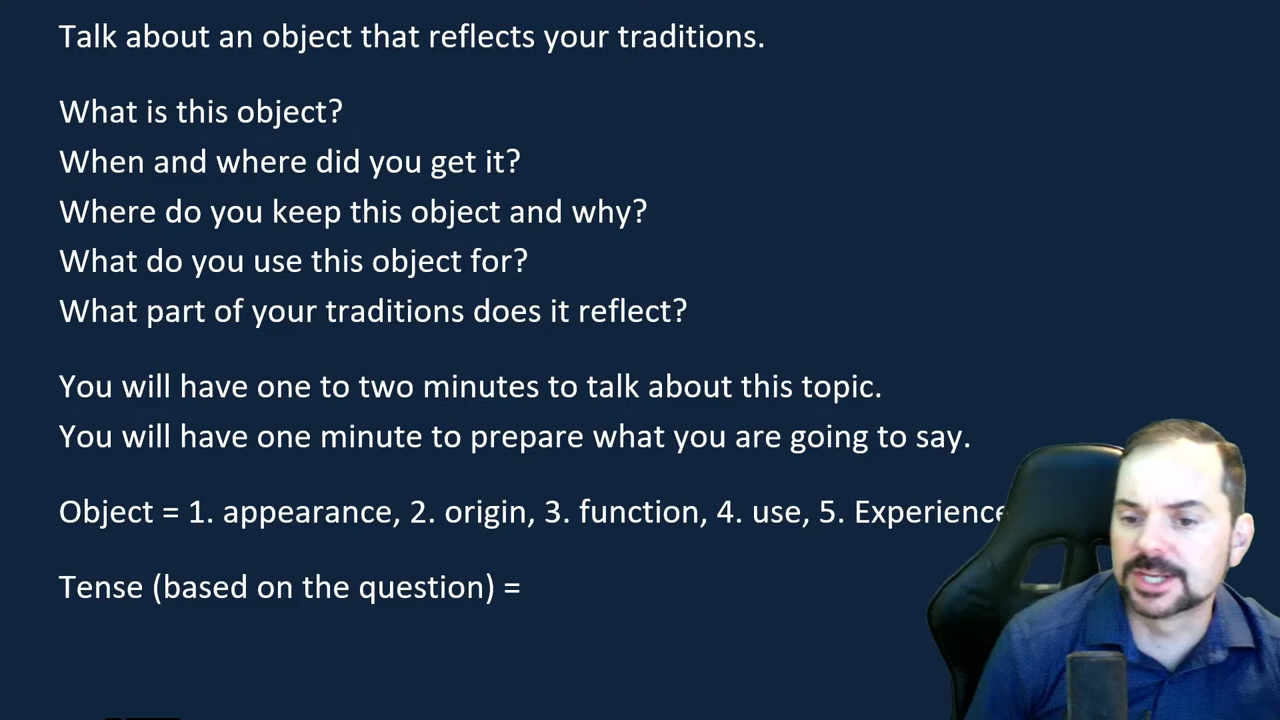 Talk about an object that reflects your traditions.
What is this object?
When and where did you get it?
Where do you keep this object and why?
What do you use this object for?
What part of your traditions does it reflect?
You will have one to two minutes to talk about this topic.
You will have one minute to prepare what you are going to say.
Object = 1. appearance, 2. origin, 3. function, 4. use, 5. Experience
Tense (based on the question) =